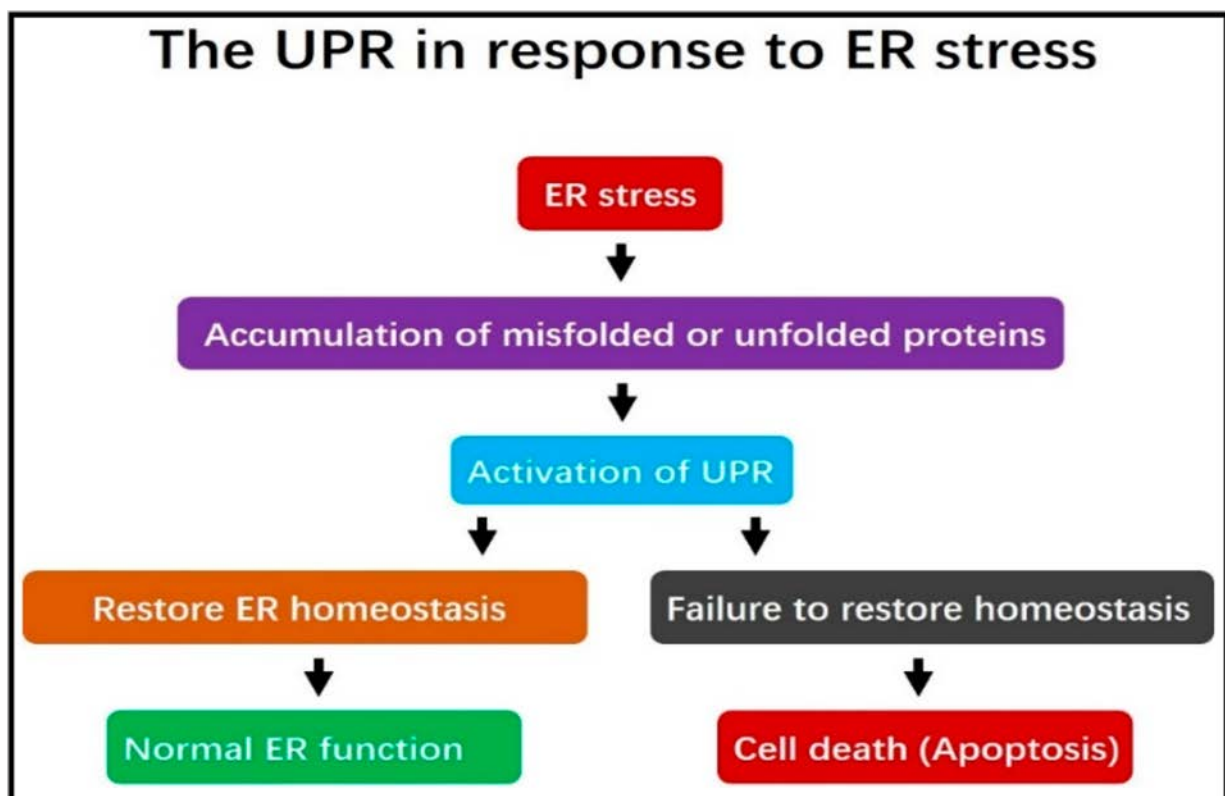 The UPR in response to ER stress
ER stress
Accumulation of misfolded or unfolded proteins
Activation of UPR
Restore ER homeostasis
Failure to restore homeostasis
Normal ER function
Cell death (Apoptosis)